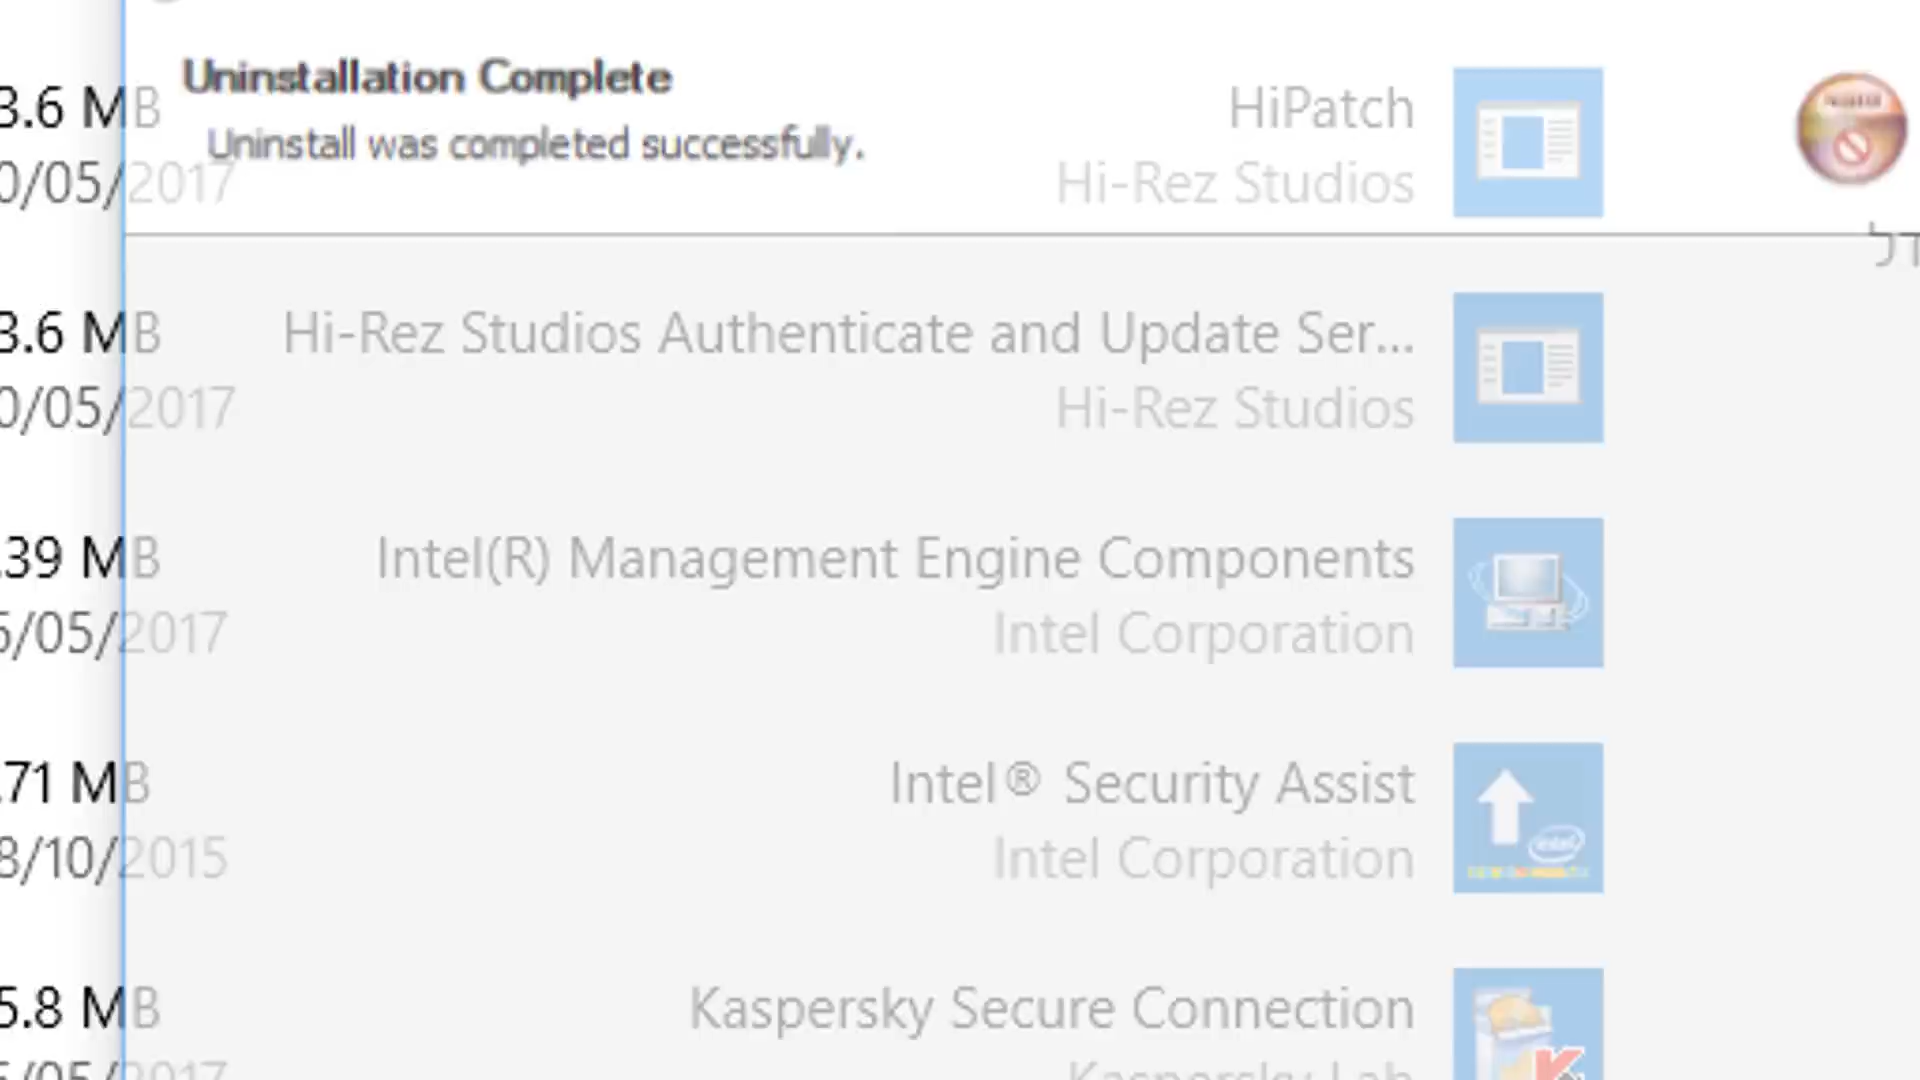 Uninstallation Complete
Uninstall was completed successfully.
HiPatch
3.6 MB
Hi-Rez Studios
0/05/2017
Hi-Rez Studios Authenticate and Update Ser...
3.6 MB
Hi-Rez Studios
0/05/2017
Intel(R) Management Engine Components
.39 MB
Intel Corporation
6/05/2017
Intel® Security Assist
.71 MB
Intel Corporation
8/10/2015
Kaspersky Secure Connection
5.8 MB
Kaspersky Lab